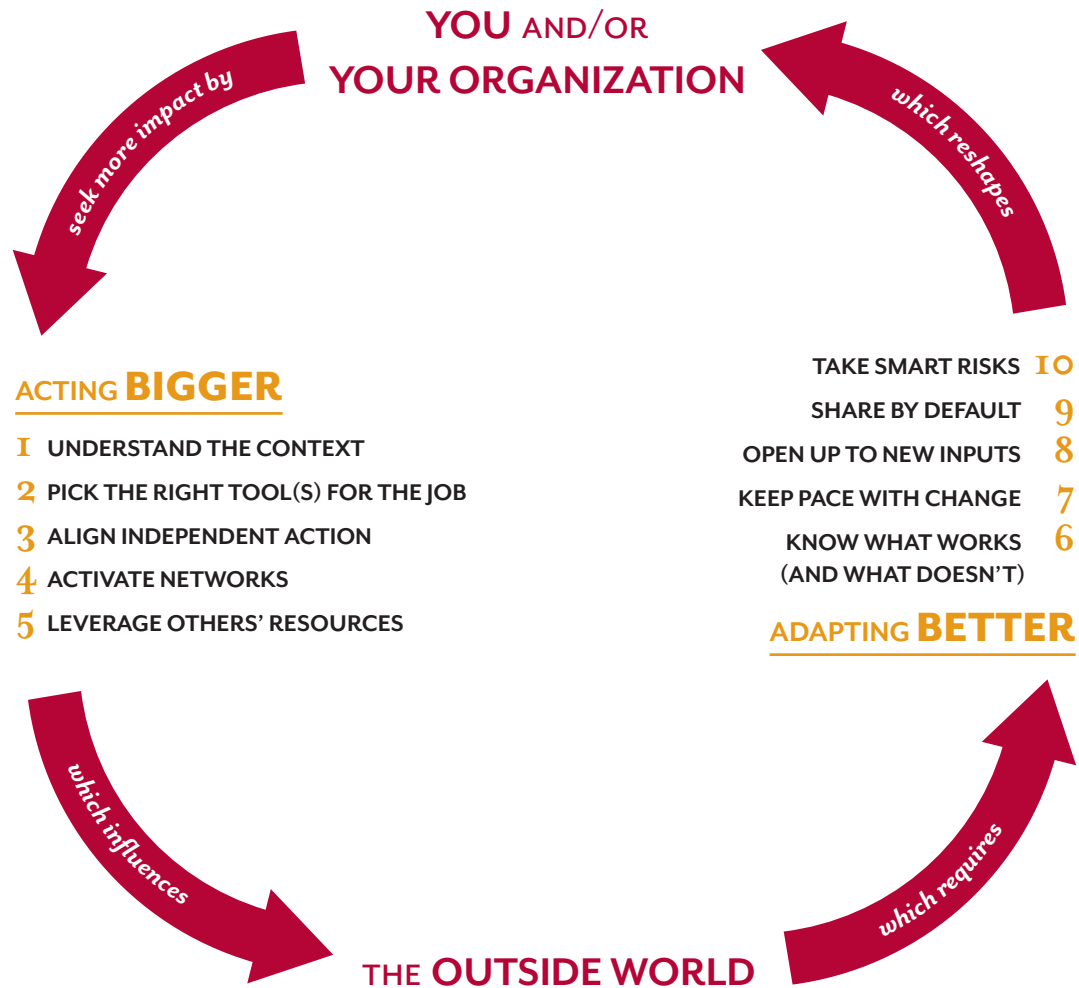 YOU AND/OR
YOUR ORGANIZATION
seek more impact by
ACTING BIGGER
1 UNDERSTAND THE CONTEXT
2 PICK THE RIGHT TOOL(S) FOR THE JOB
3 ALIGN INDEPENDENT ACTION
4 ACTIVATE NETWORKS
5 LEVERAGE OTHERS’ RESOURCES
which influences
THE OUTSIDE WORLD
which requires
TAKE SMART RISKS 10
SHARE BY DEFAULT 9
OPEN UP TO NEW INPUTS 8
KEEP PACE WITH CHANGE 7
KNOW WHAT WORKS 6
(AND WHAT DOESN’T)
ADAPTING BETTER
which reshapes